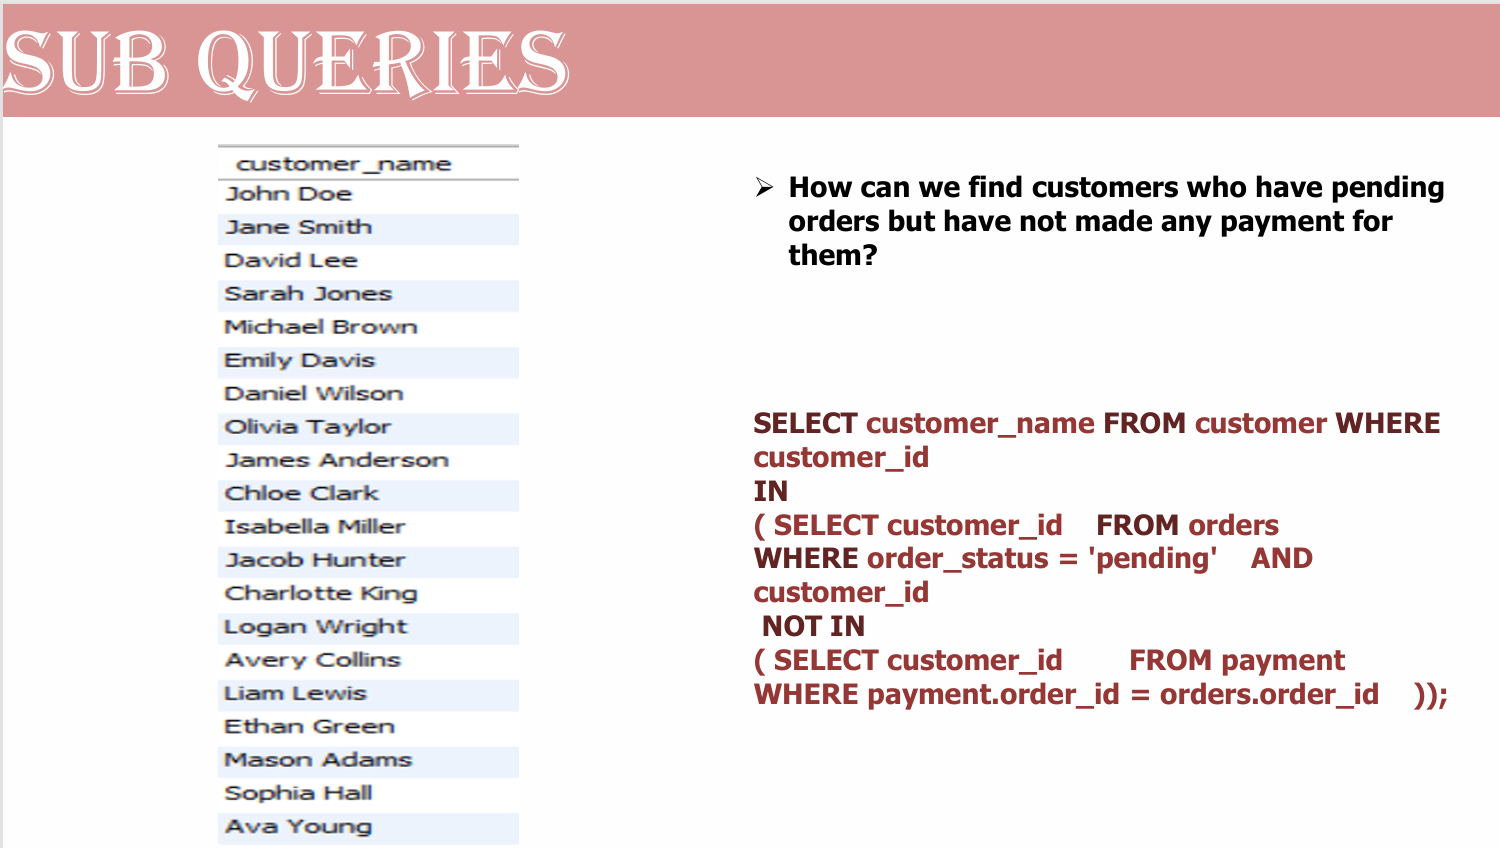 SUB QUERIES
customer_name
John Doe
Jane Smith
David Lee
Sarah Jones
Michael Brown
Emily Davis
Daniel Wilson
Olivia Taylor
James Anderson
Chloe Clark
Isabella Miller
Jacob Hunter
Charlotte King
Logan Wright
Avery Collins
Liam Lewis
Ethan Green
Mason Adams
Sophia Hall
Ava Young
➢ How can we find customers who have pending
orders but have not made any payment for
them?
SELECT customer_name FROM customer WHERE
customer_id
IN
( SELECT customer_id FROM orders
WHERE order_status = 'pending' AND
customer_id
NOT IN
( SELECT customer_id FROM payment
WHERE payment.order_id = orders.order_id ));